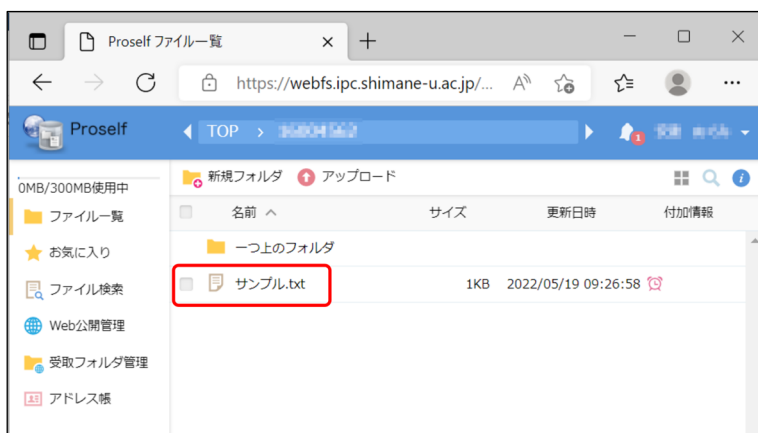 Proself ファイル一覧
https://webfs.ipc.shimane-u.ac.jp/...
Proself
TOP >
1
0MB/300MB使用中
新規フォルダ アップロード
ファイル一覧
名前 サイズ 更新日時 付加情報
お気に入り
一つ上のフォルダ
ファイル検索
サンプル.txt 1KB 2022/05/19 09:26:58
Web公開管理
受取フォルダ管理
アドレス帳